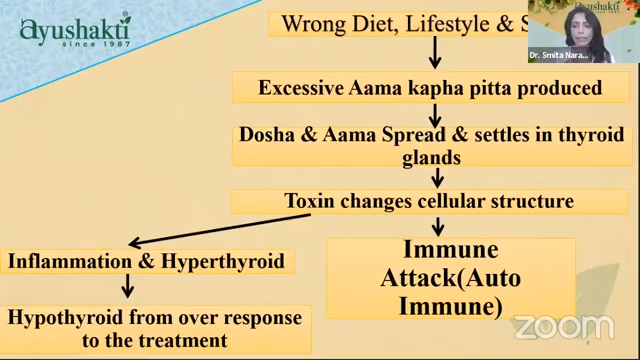 Ayushakti
since 1987
Wrong Diet, Lifestyle & S
Dr. Smita Nara...
Excessive Aama kapha pitta produced
Dosha & Aama Spread & settles in thyroid
glands
Toxin changes cellular structure
Inflammation & Hyperthyroid
Immune
Attack(Auto
Immune)
Hypothyroid from over response
to the treatment
zoom